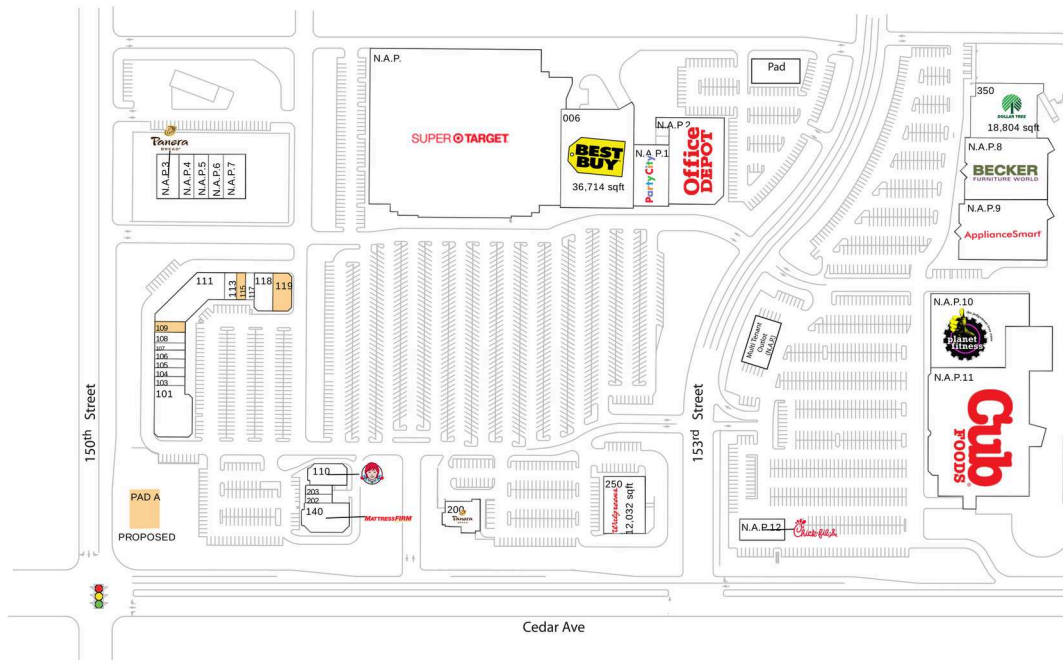 N.A.P.
SUPER TARGET
006
BEST
BUY
36,714 sqft
N.A.P.1
PartyCity
N.A.P.2
Office
DEPOT
Pad
350
DOLLAR TREE
18,804 sqft
N.A.P.8
BECKER
FURNITURE WORLD
N.A.P.9
ApplianceSmart
Panera
BREAD
N.A.P.3
N.A.P.4
N.A.P.5
N.A.P.6
N.A.P.7
111
113
115
117
118
119
109
108
107
106
105
104
103
101
150th Street
Multi Tenant
Outlot
(N.A.P)
153rd Street
N.A.P.10
planet
fitness
N.A.P.11
Cub
FOODS
PAD A
PROPOSED
110
203
202
140
MATTRESSFIRM
200
Panera
250
Walgreens
12,032 sqft
N.A.P.12
Chick-fil-A
Cedar Ave